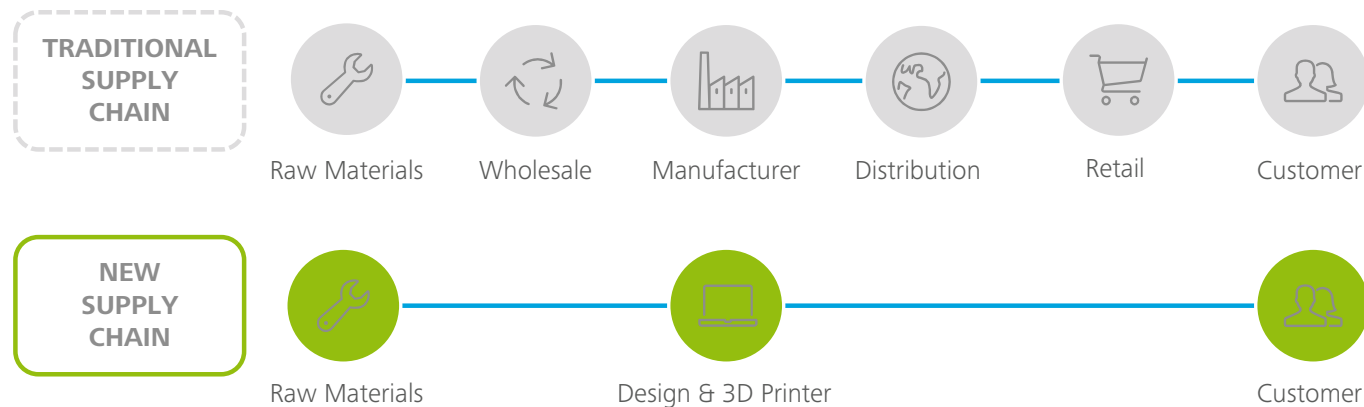 TRADITIONAL
SUPPLY
CHAIN
Raw Materials
Wholesale
Manufacturer
Distribution
Retail
Customer
NEW
SUPPLY
CHAIN
Raw Materials
Design & 3D Printer
Customer